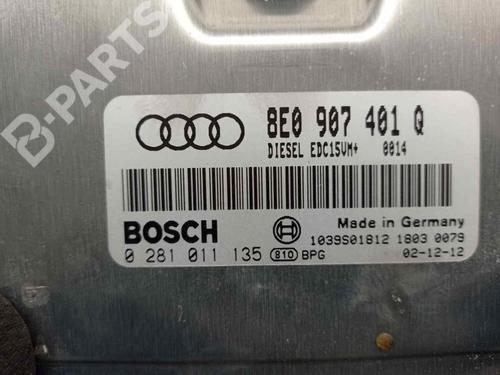 8E0 907 401 Q
DIESEL EDC15VM+ 0014
BOSCH
Made in Germany
0 281 011 135 810 BPG
1039S01812 1803 0079
02-12-12
B-PARTS